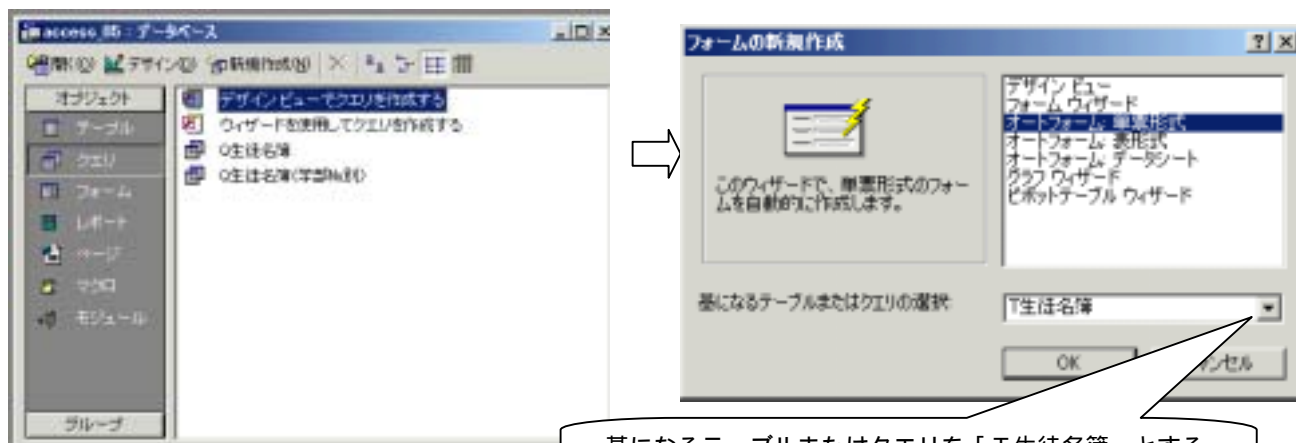 access_05 : データベース
開く(O) デザイン(D) 新規作成(N)
オブジェクト
テーブル
クエリ
フォーム
レポート
ページ
マクロ
モジュール
グループ
デザイン ビューでクエリを作成する
ウィザードを使用してクエリを作成する
Q生徒名簿
Q生徒名簿(学部№別)
フォームの新規作成
このウィザードで、単票形式のフォー
ムを自動的に作成します。
デザイン ビュー
フォーム ウィザード
オートフォーム: 単票形式
オートフォーム: 表形式
オートフォーム: データシート
グラフ ウィザード
ピボットテーブル ウィザード
基になるテーブルまたはクエリの選択:
T生徒名簿
OK
ンセル
基になるテーブルまたはクエリを「T生徒名簿」とする